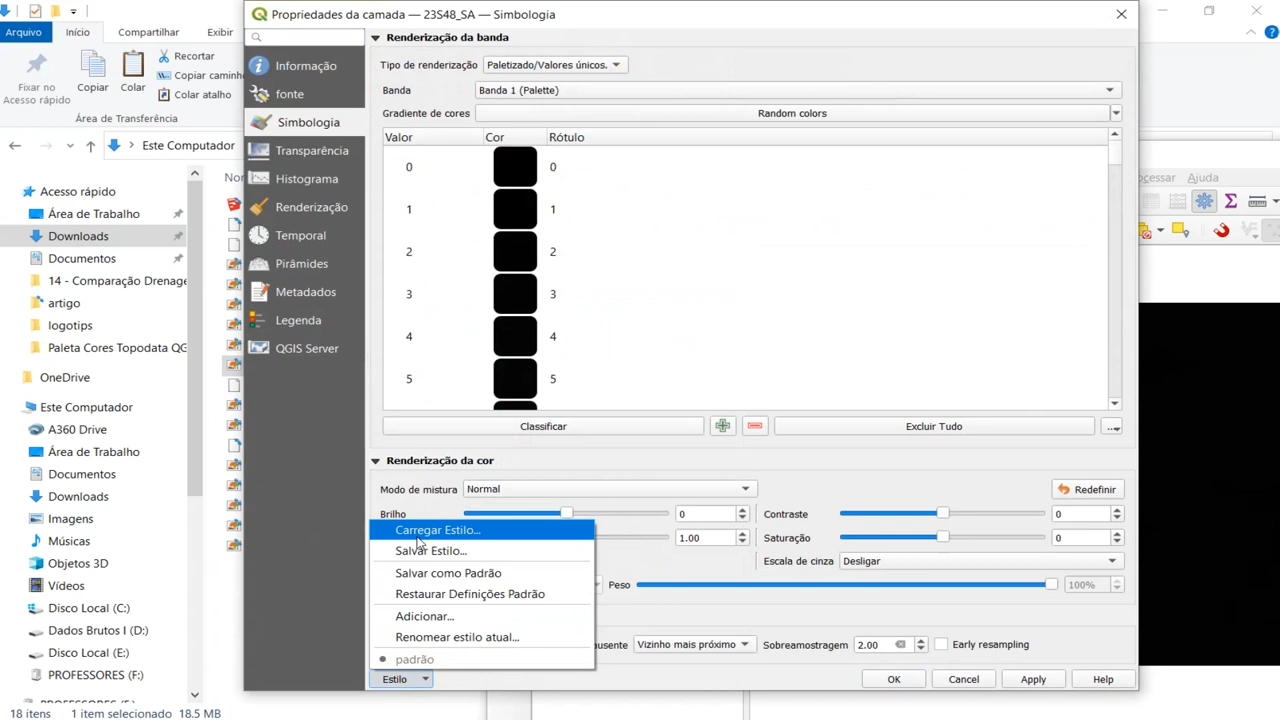 Propriedades da camada — 23S48_SA — Simbologia
Arquivo Início Compartilhar Exibir
Fixar no
Acesso rápido
Copiar
Colar
Recortar
Copiar caminho
Colar atalho
Área de Transferência
Este Computador
Acesso rápido
Área de Trabalho
Downloads
Documentos
14 - Comparação Drenage
artigo
logotips
Paleta Cores Topodata QG
OneDrive
Este Computador
A360 Drive
Área de Trabalho
Documentos
Downloads
Imagens
Músicas
Objetos 3D
Vídeos
Disco Local (C:)
Dados Brutos I (D:)
Disco Local (E:)
PROFESSORES (F:)
18 itens 1 item selecionado 18.5 MB
Informação
fonte
Simbologia
Transparência
Histograma
Renderização
Temporal
Pirâmides
Metadados
Legenda
QGIS Server
Renderização da banda
Tipo de renderização Paletizado/Valores únicos.
Banda Banda 1 (Palette)
Gradiente de cores Random colors
Valor Cor Rótulo
0 0
1 1
2 2
3 3
4 4
5 5
Classificar Excluir Tudo ...
Renderização da cor
Modo de mistura Normal Redefinir
Brilho 0 Contraste 0
1.00 Saturação 0
Escala de cinza Desligar
Peso 100%
Vizinho mais próximo Sobreamostragem 2.00 Early resampling
Carregar Estilo...
Salvar Estilo...
Salvar como Padrão
Restaurar Definições Padrão
Adicionar...
Renomear estilo atual...
padrão
Estilo OK Cancel Apply Help
Ajuda